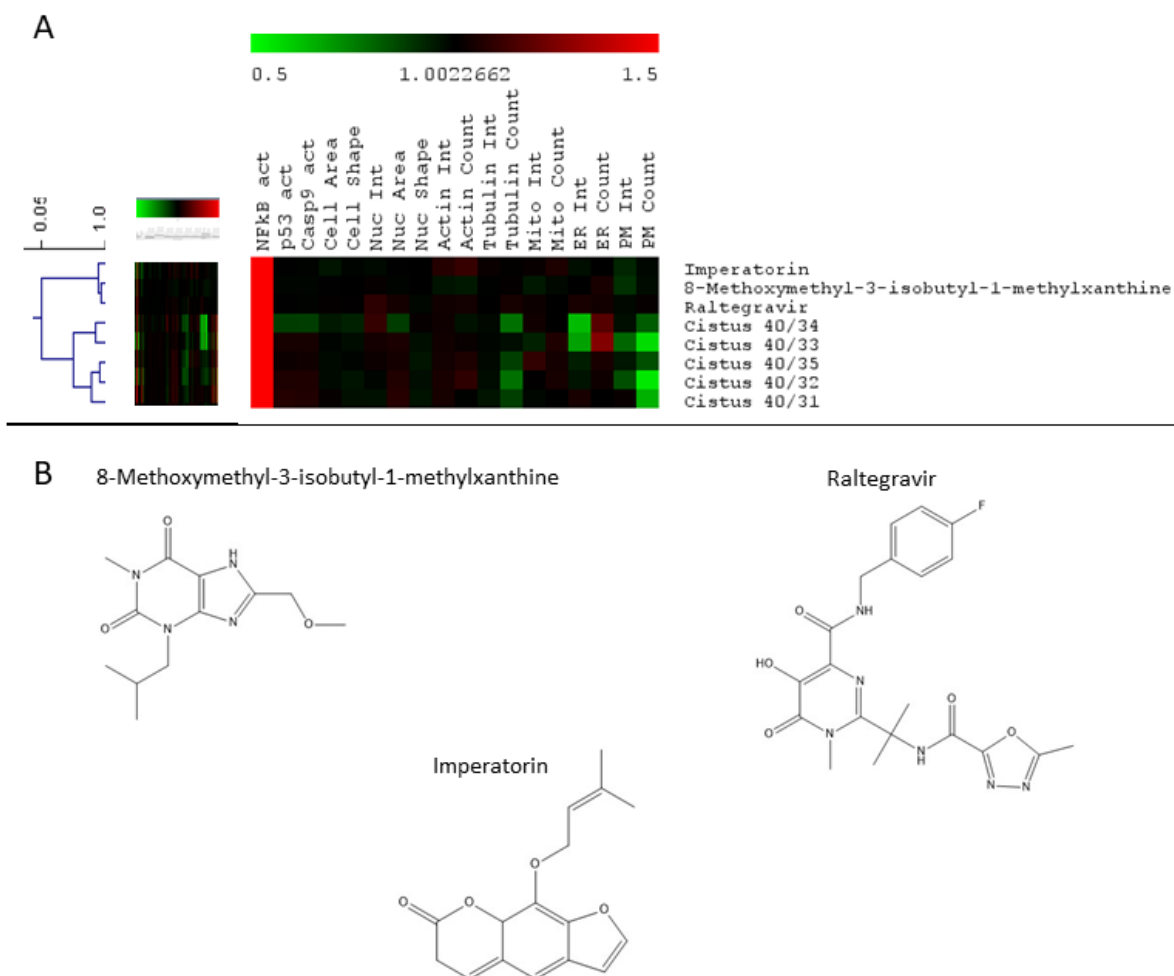 A
0.5 1.0022662 1.5
NFkB act
p53 act
Casp9 act
Cell Area
Cell Shape
Nuc Int
Nuc Area
Nuc Shape
Actin Int
Actin Count
Tubulin Int
Tubulin Count
Mito Int
Mito Count
ER Int
ER Count
PM Int
PM Count
0.05
1.0
Imperatorin
8-Methoxymethyl-3-isobutyl-1-methylxanthine
Raltegravir
Cistus 40/34
Cistus 40/33
Cistus 40/35
Cistus 40/32
Cistus 40/31
B
8-Methoxymethyl-3-isobutyl-1-methylxanthine
O
H
N
N
O
N
N
O
Raltegravir
F
O
NH
HO
N
O
N
O
N
H
O
N
N
Imperatorin
O
O
O
O